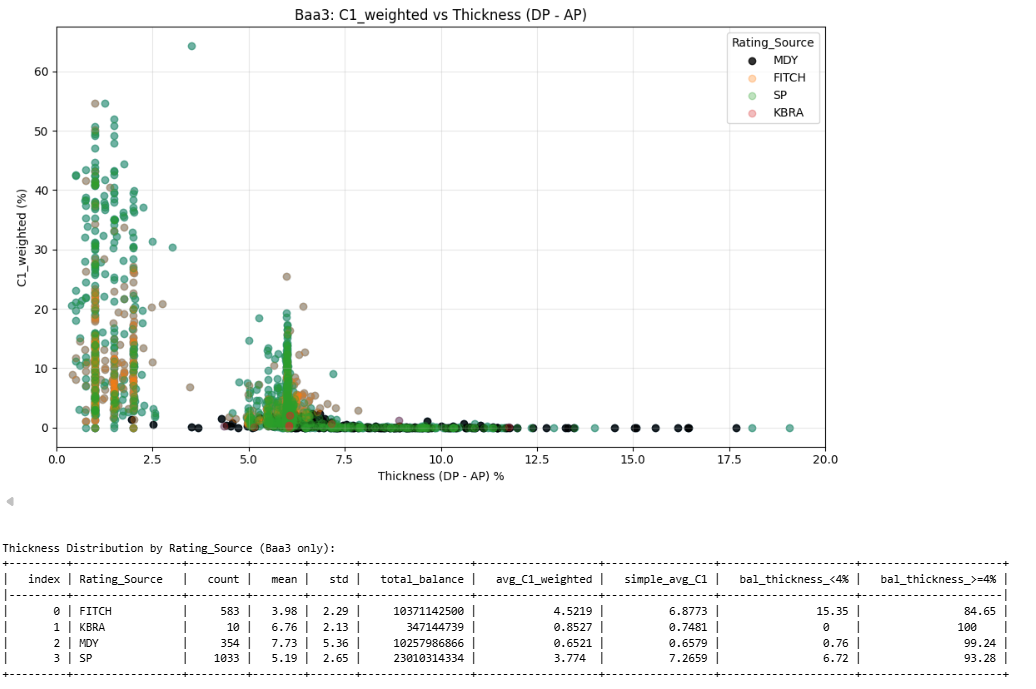 Baa3: C1_weighted vs Thickness (DP - AP)
Rating_Source
MDY
FITCH
SP
KBRA
60
50
40
30
20
10
0
C1_weighted (%)
0.0 2.5 5.0 7.5 10.0 12.5 15.0 17.5 20.0
Thickness (DP - AP) %
Thickness Distribution by Rating_Source (Baa3 only):
| index | Rating_Source | count | mean | std | total_balance | avg_C1_weighted | simple_avg_C1 | bal_thickness_<4% | bal_thickness_>=4% |
| 0 | FITCH | 583 | 3.98 | 2.29 | 10371142500 | 4.5219 | 6.8773 | 15.35 | 84.65 |
| 1 | KBRA | 10 | 6.76 | 2.13 | 347144739 | 0.8527 | 0.7481 | 0 | 100 |
| 2 | MDY | 354 | 7.73 | 5.36 | 10257986866 | 0.6521 | 0.6579 | 0.76 | 99.24 |
| 3 | SP | 1033 | 5.19 | 2.65 | 23010314334 | 3.774 | 7.2659 | 6.72 | 93.28 |